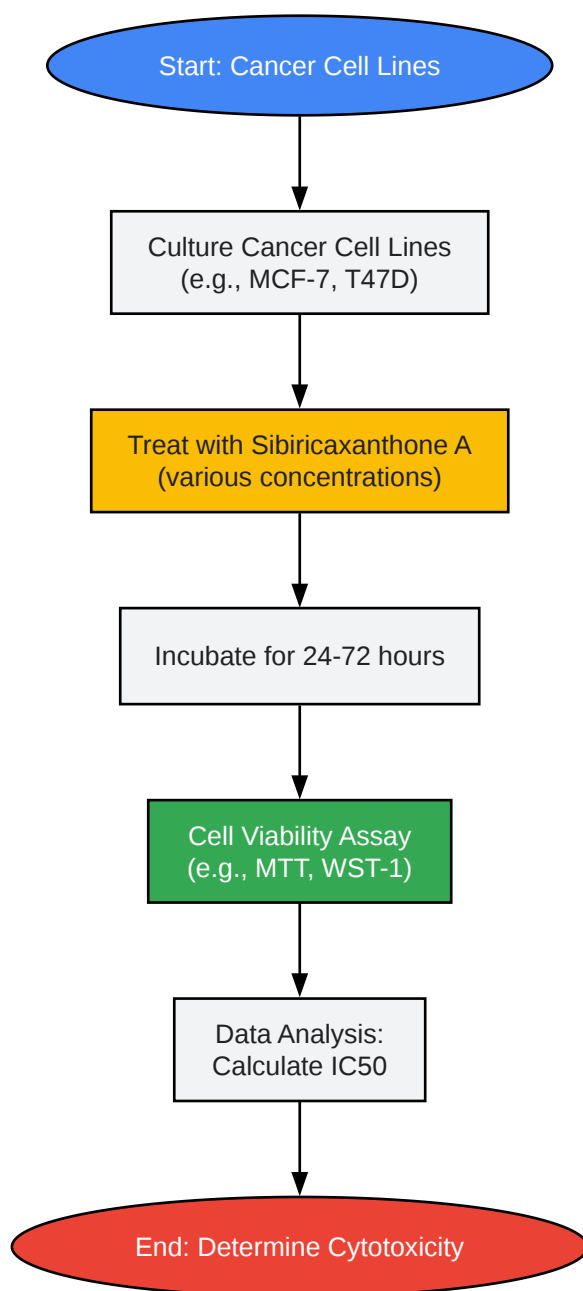 Start: Cancer Cell Lines
Culture Cancer Cell Lines
(e.g., MCF-7, T47D)
Treat with Sibiricaxanthone A
(various concentrations)
Incubate for 24-72 hours
Cell Viability Assay
(e.g., MTT, WST-1)
Data Analysis:
Calculate IC50
End: Determine Cytotoxicity